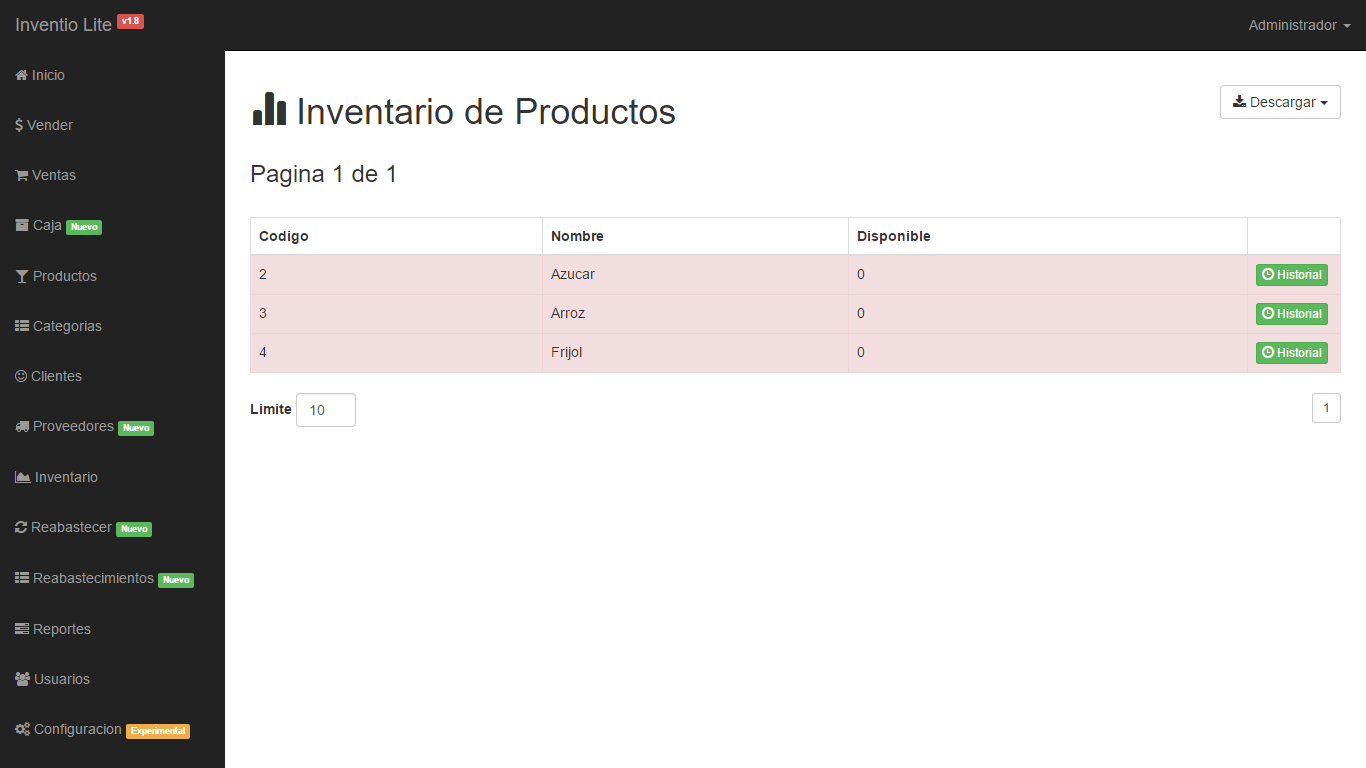 Inventio Lite v1.8
Administrador
Inicio
Vender
Ventas
Caja Nuevo
Productos
Categorias
Clientes
Proveedores Nuevo
Inventario
Reabastecer Nuevo
Reabastecimientos Nuevo
Reportes
Usuarios
Configuracion Experimental
Inventario de Productos
Descargar
Pagina 1 de 1
Codigo Nombre Disponible
2 Azucar 0 Historial
3 Arroz 0 Historial
4 Frijol 0 Historial
Limite 10
1